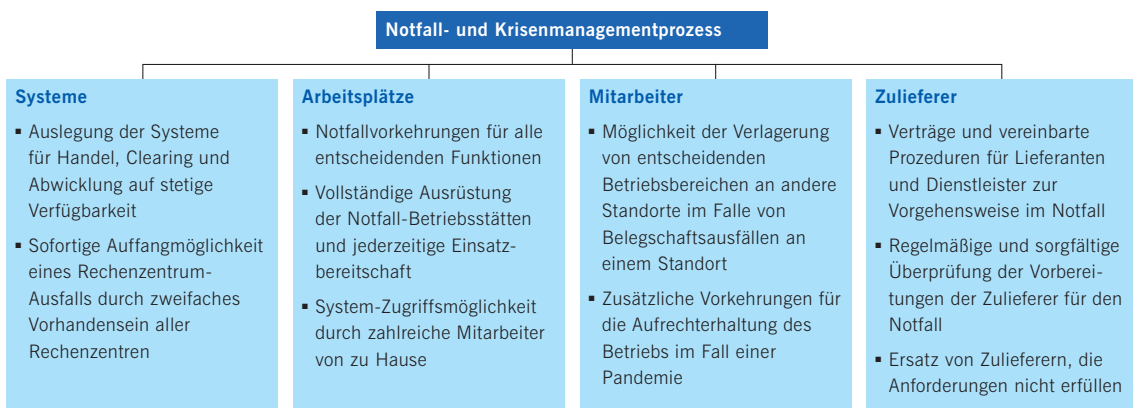 Notfall- und Krisenmanagementprozess
Systeme
▪ Auslegung der Systeme
für Handel, Clearing und
Abwicklung auf stetige
Verfügbarkeit
▪ Sofortige Auffangmöglichkeit
eines Rechenzentrum-
Ausfalls durch zweifaches
Vorhandensein aller
Rechenzentren
Arbeitsplätze
▪ Notfallvorkehrungen für alle
entscheidenden Funktionen
▪ Vollständige Ausrüstung
der Notfall-Betriebsstätten
und jederzeitige Einsatz-
bereitschaft
▪ System-Zugriffsmöglichkeit
durch zahlreiche Mitarbeiter
von zu Hause
Mitarbeiter
▪ Möglichkeit der Verlagerung
von entscheidenden
Betriebsbereichen an andere
Standorte im Falle von
Belegschaftsausfällen an
einem Standort
▪ Zusätzliche Vorkehrungen für
die Aufrechterhaltung des
Betriebs im Fall einer
Pandemie
Zulieferer
▪ Verträge und vereinbarte
Prozeduren für Lieferanten
und Dienstleister zur
Vorgehensweise im Notfall
▪ Regelmäßige und sorgfältige
Überprüfung der Vorberei-
tungen der Zulieferer für den
Notfall
▪ Ersatz von Zulieferern, die
Anforderungen nicht erfüllen